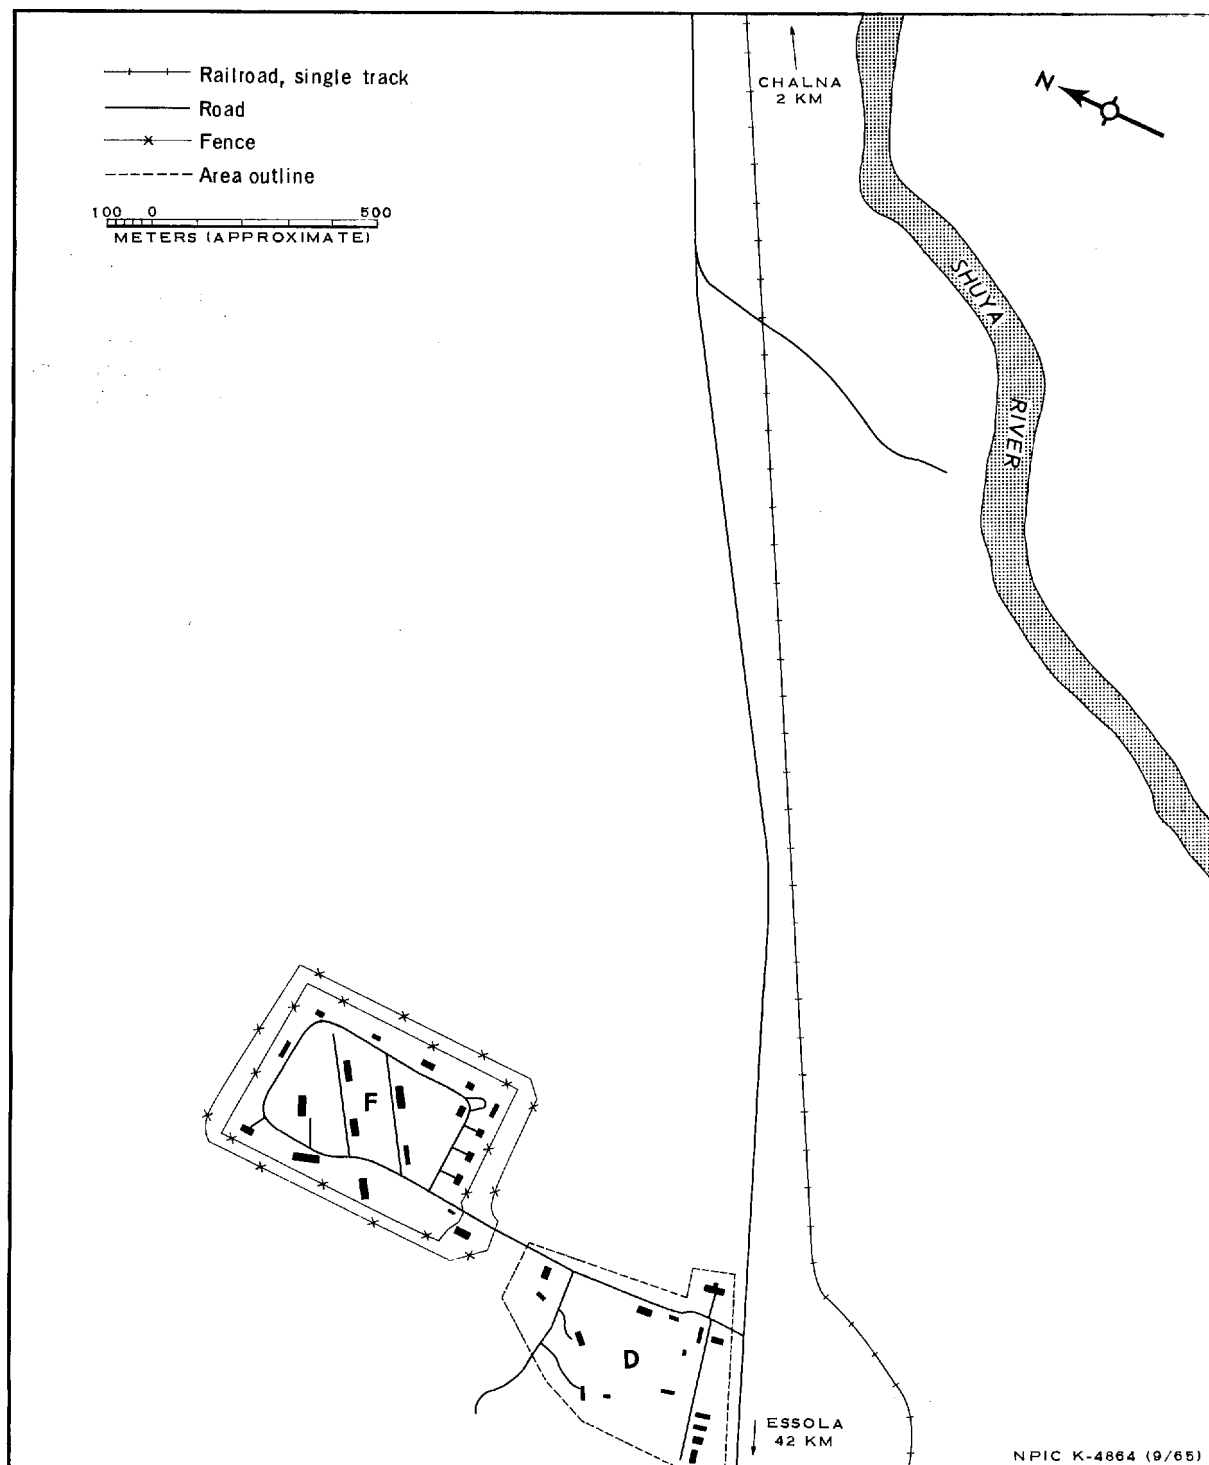 Railroad, single track
Road
Fence
Area outline
100 0 500
METERS (APPROXIMATE)
CHALNA
2 KM
N
SHUYA
RIVER
F
D
ESSOLA
42 KM
NPIC K-4864 (9/65)